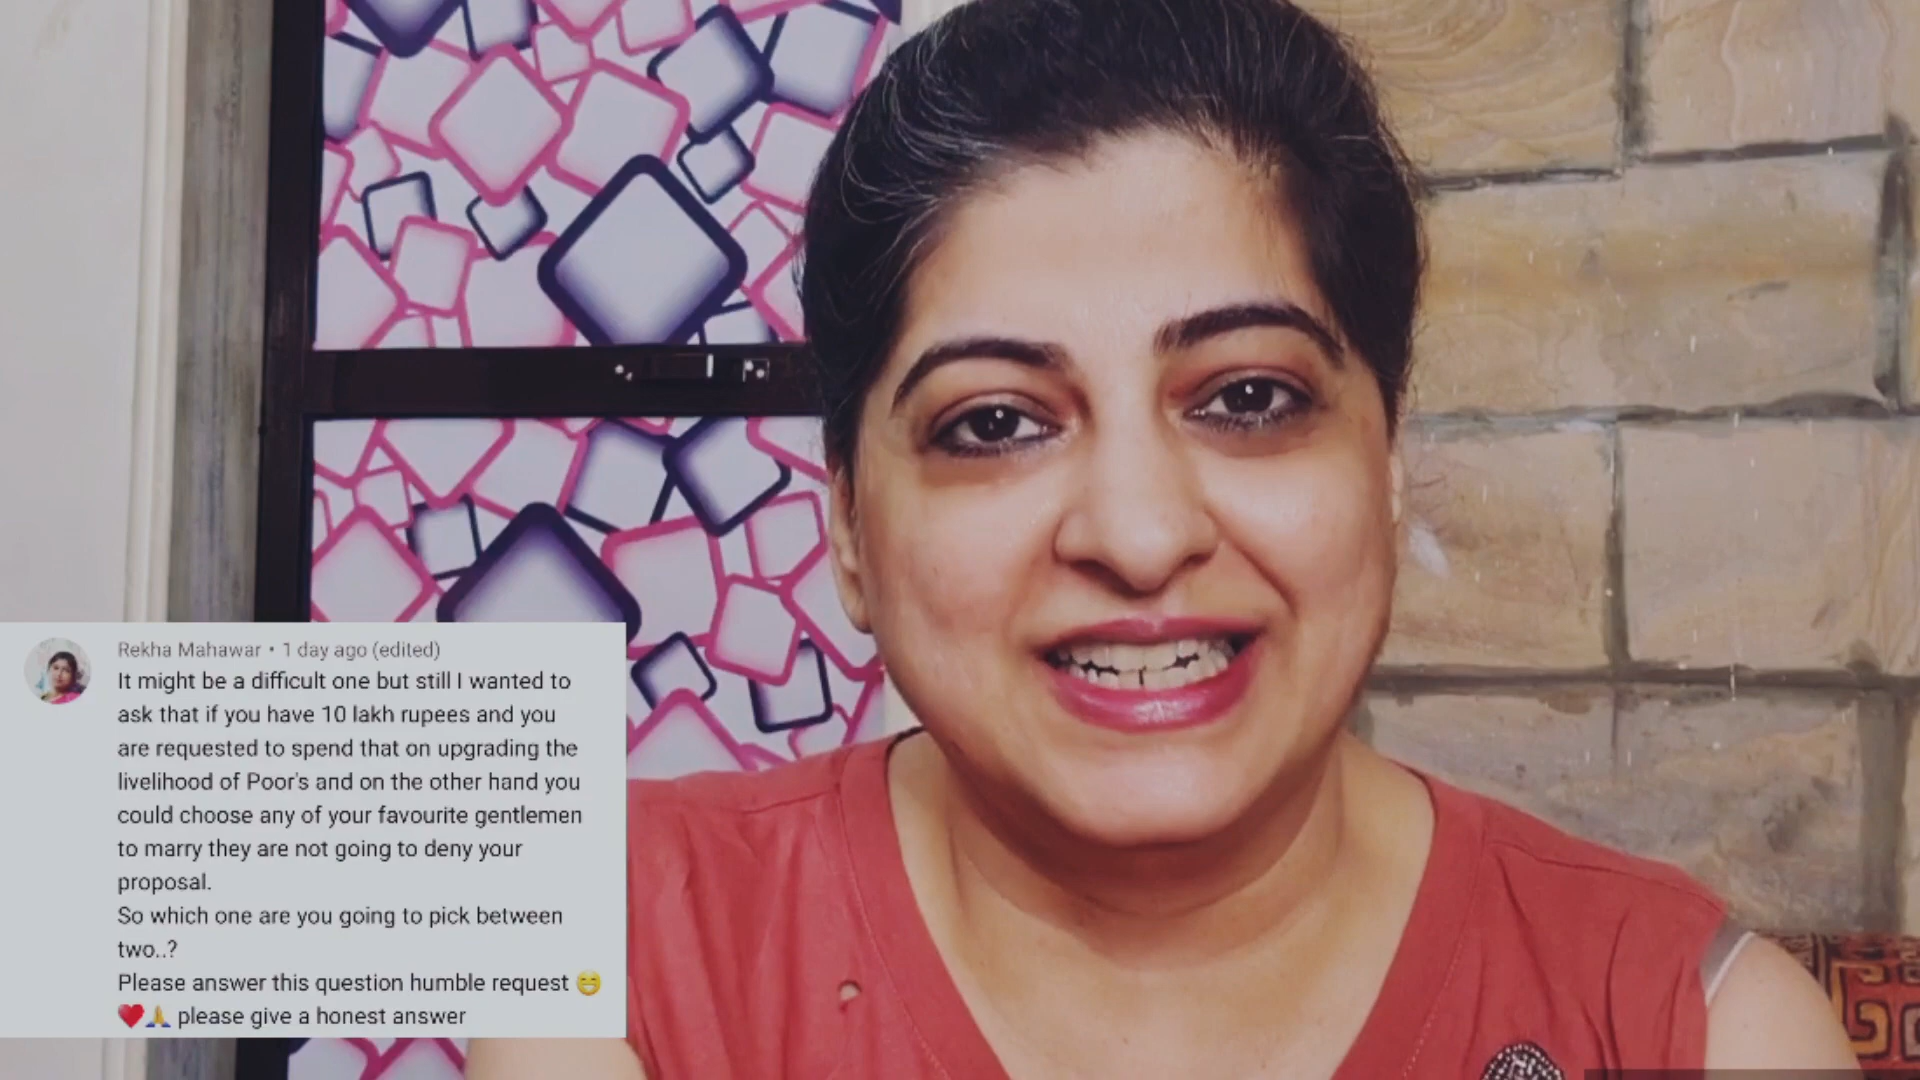 Rekha Mahawar • 1 day ago (edited)
It might be a difficult one but still I wanted to
ask that if you have 10 lakh rupees and you
are requested to spend that on upgrading the
livelihood of Poor's and on the other hand you
could choose any of your favourite gentlemen
to marry they are not going to deny your
proposal.
So which one are you going to pick between
two..?
Please answer this question humble request 😁
❤️🙏 please give a honest answer